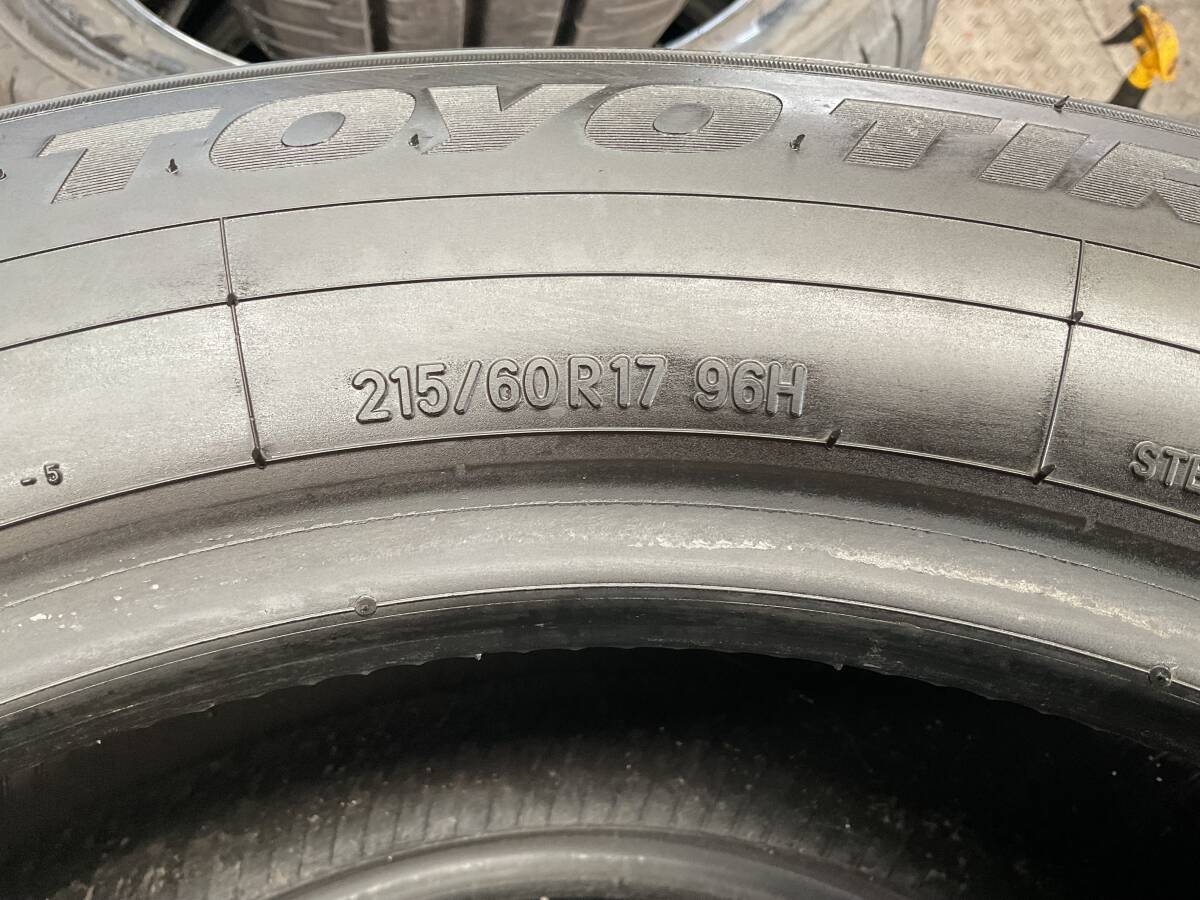 TOYO TIR
215/60R17 96H
-5
STE